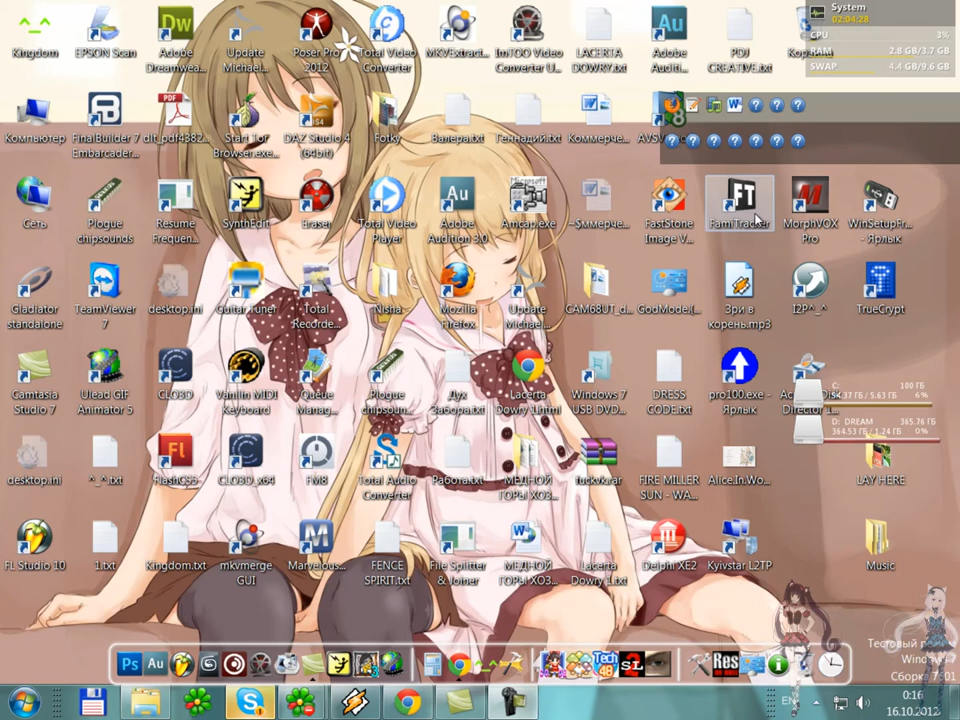 System
02:04:28
CPU 3%
RAM 2.8 GB/3.7 GB
SWAP 4.4 GB/9.6 GB
Kingdom
EPSON Scan
Adobe Dreamwea...
Update Michael...
Poser Pro 2012
Total Video Converter
MKVExtract...
ImTOO Video Converter U...
LACERTA DOWRY.txt
Adobe Auditi...
PDJ CREATIVE.txt
Компьютер
FinalBuilder 7 Embarcader...
Start Tor Browser.exe...
DAZ Studio 4 (64bit)
Fotky
Валера.txt
Геннадий.txt
Коммерче...
Сеть
Plogue chipsounds
Resume Frequen...
SynthEdit
Eraser
Total Video Player
Adobe Audition 3.0
Amcap.exe
~$ммерче...
FastStone Image V...
FamiTracker
MorphVOX Pro
WinSetupFr... - Ярлык
Gladiator standalone
TeamViewer 7
desktop.ini
Guitar Tuner
Total Recorde...
Nisha
Mozilla Firefox
Update Michael...
CAM68UT_d...
GodMode.{...
Зри в корень.mp3
I2P^_^
TrueCrypt
Camtasia Studio 7
Ulead GIF Animator 5
CLO3D
Vanilin MIDI Keyboard
Queue Manag...
Plogue chipsoun...
Дух Забора.txt
Lacerta Dowry 1.html
Windows 7 USB DVD...
DRESS CODE.txt
pro100.exe - Ярлык
C: 100 ГБ
6%
D: DREAM 365.76 ГБ
364.53 ГБ / 1.24 ГБ 0%
desktop.ini
^_^.txt
FlashCS5
CLO3D_x64
FM8
Total Audio Converter
Работа.txt
МЕДНОЙ ГОРЫ ХОЗ...
fuckvk.rar
FIRE MILLER SUN - WA...
Alice.In.Wo...
LAY HERE
FL Studio 10
1.txt
Kingdom.txt
mkvmerge GUI
Marvelous...
FENCE SPIRIT.txt
File Splitter & Joiner
МЕДНОЙ ГОРЫ ХОЗ...
Lacerta Dowry 1.txt
Delphi XE2
Kyivstar L2TP
Music
EN
0:16
16.10.2012